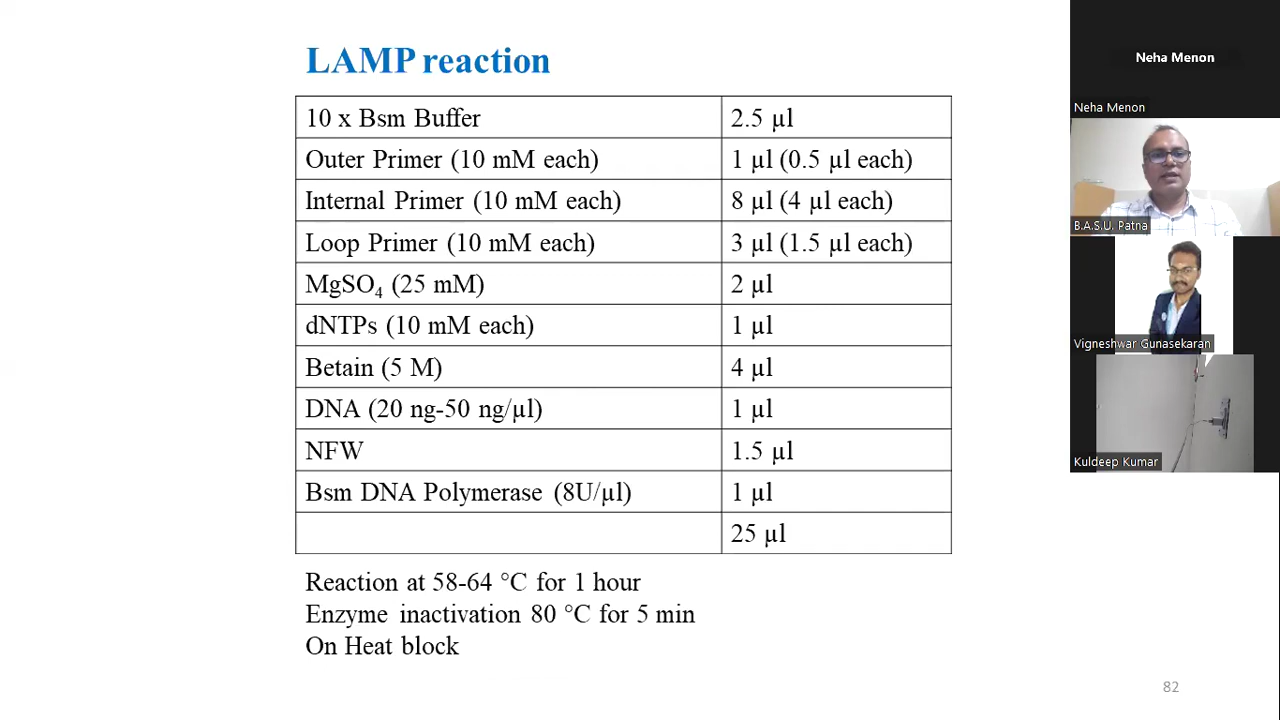 LAMP reaction
10 x Bsm Buffer 2.5 µl
Outer Primer (10 mM each) 1 µl (0.5 µl each)
Internal Primer (10 mM each) 8 µl (4 µl each)
Loop Primer (10 mM each) 3 µl (1.5 µl each)
MgSO₄ (25 mM) 2 µl
dNTPs (10 mM each) 1 µl
Betain (5 M) 4 µl
DNA (20 ng-50 ng/µl) 1 µl
NFW 1.5 µl
Bsm DNA Polymerase (8U/µl) 1 µl
25 µl
Reaction at 58-64 °C for 1 hour
Enzyme inactivation 80 °C for 5 min
On Heat block
82
Neha Menon
Neha Menon
B.A.S.U. Patna
Vigneshwar Gunasekaran
Kuldeep Kumar